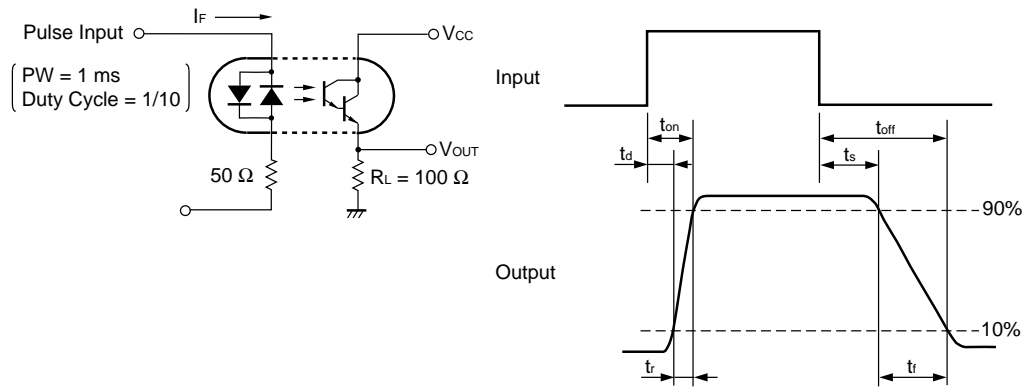 IF
Pulse Input
VCC
PW = 1 ms
Duty Cycle = 1/10
VOUT
50 Ω
RL = 100 Ω
Input
ton
toff
td
ts
90%
Output
10%
tr
tf